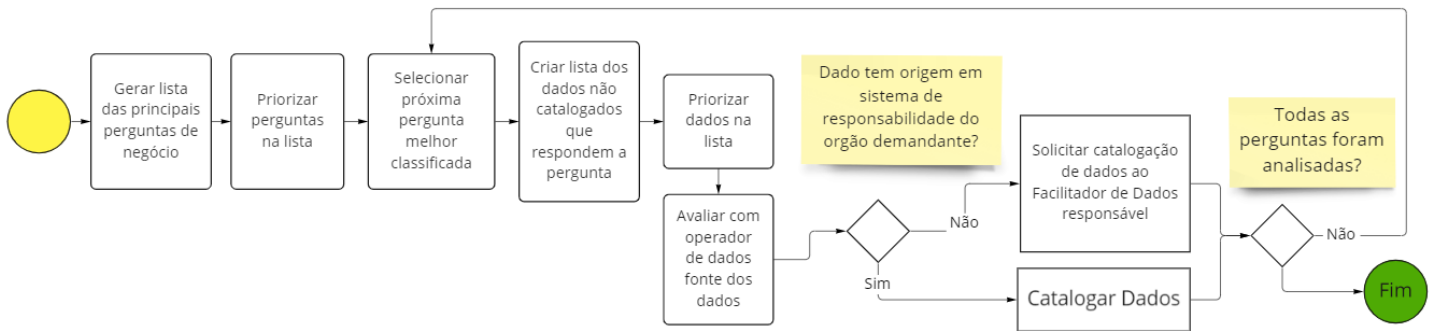 Gerar lista
das principais
perguntas de
negócio
Priorizar
perguntas
na lista
Selecionar
próxima
pergunta
melhor
classificada
Criar lista dos
dados não
catalogados
que
respondem a
pergunta
Priorizar
dados na
lista
Avaliar com
operador
de dados
fonte dos
dados
Dado tem origem em
sistema de
responsabilidade do
orgão demandante?
Não
Sim
Solicitar catalogação
de dados ao
Facilitador de Dados
responsável
Catalogar Dados
Todas as
perguntas foram
analisadas?
Não
Fim